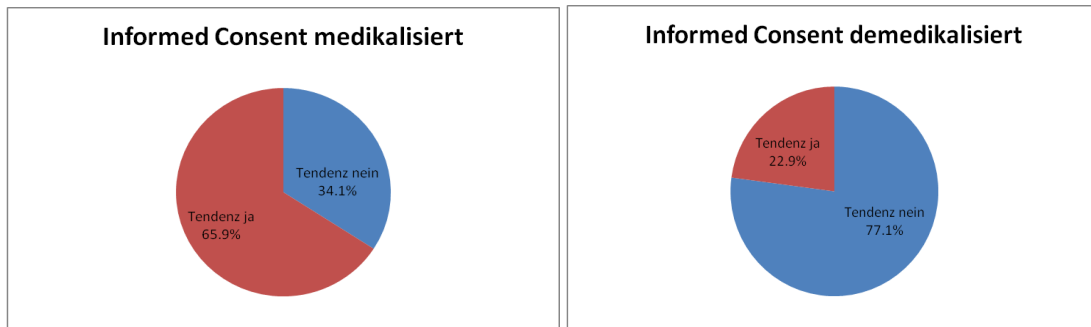 Informed Consent medikalisiert
Tendenz nein
34.1%
Tendenz ja
65.9%
Informed Consent demedikalisiert
Tendenz ja
22.9%
Tendenz nein
77.1%